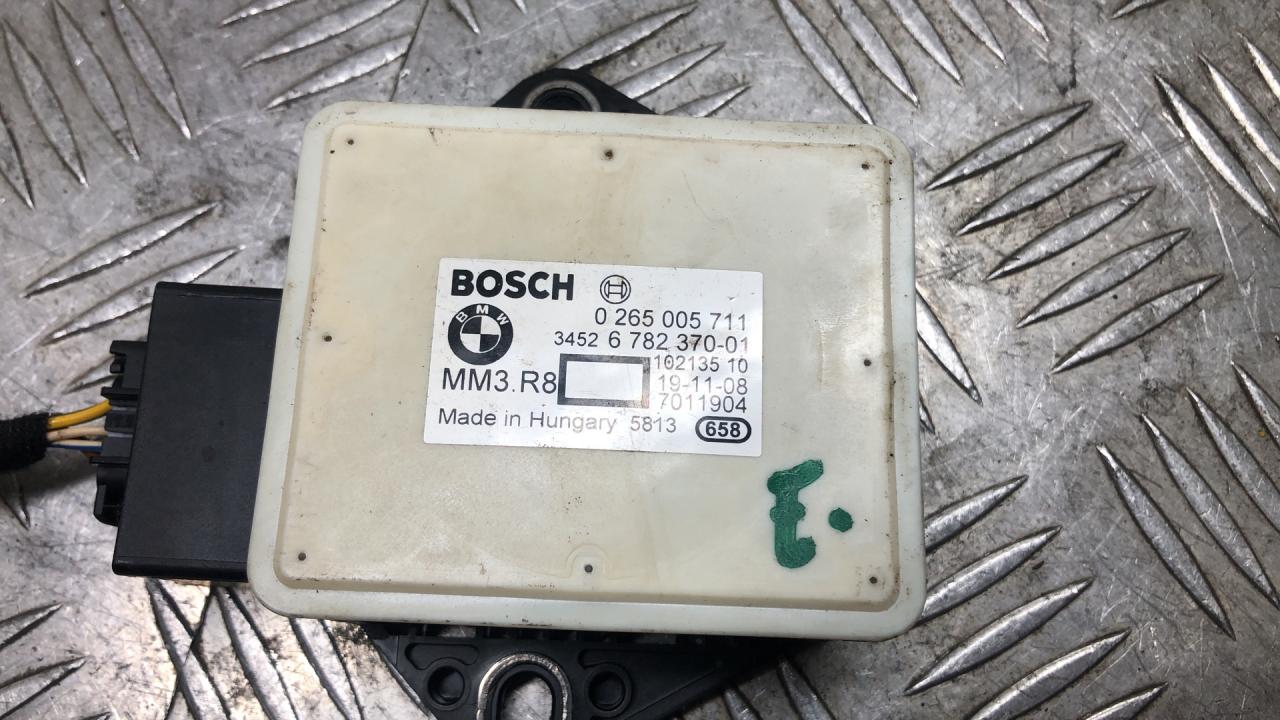 BOSCH
BMW
0 265 005 711
3452 6 782 370-01
102135 10
MM3.R8
19-11-08
7011904
Made in Hungary 5813 658